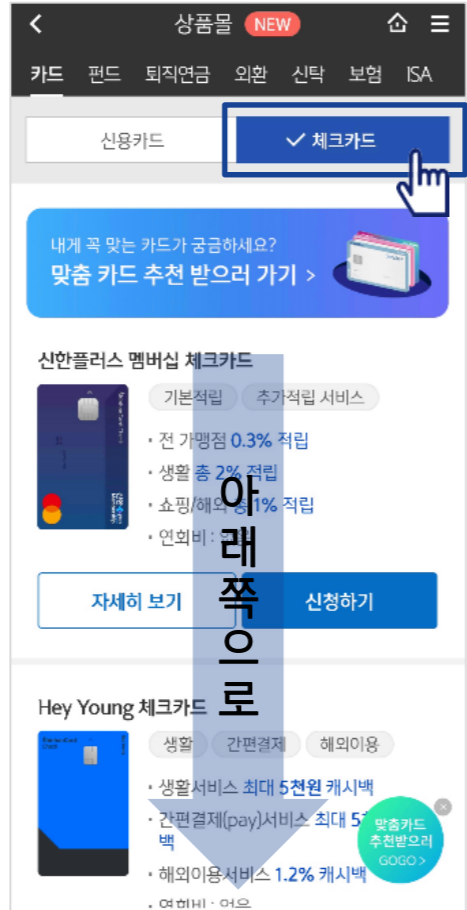 상품몰 NEW
카드 펀드 퇴직연금 외환 신탁 보험 ISA
신용카드
체크카드
내게 꼭 맞는 카드가 궁금하세요?
맞춤 카드 추천 받으러 가기 >
신한플러스 멤버십 체크카드
기본적립 추가적립 서비스
• 전 가맹점 0.3% 적립
• 생활 총 2% 적립
• 쇼핑/해외 총 1% 적립
• 연회비 : 없음
자세히 보기
신청하기
아
래
쪽
으
로
Hey Young 체크카드
생활 간편결제 해외이용
• 생활서비스 최대 5천원 캐시백
• 간편결제(pay)서비스 최대
백
• 해외이용서비스 1.2% 캐시백
• 연회비 : 없음
맞춤카드
추천받으러
GOGO >